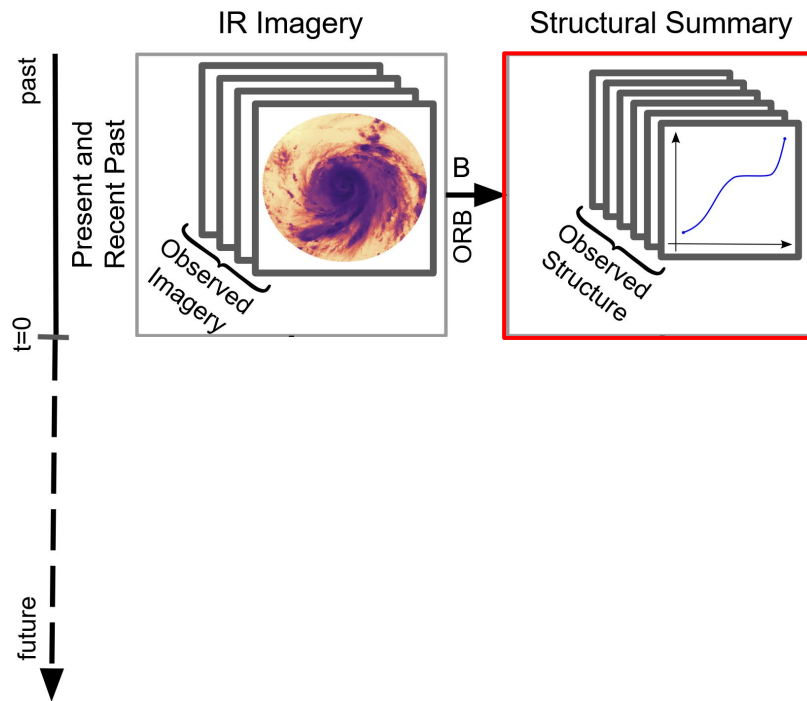 IR Imagery
Structural Summary
past
Present and
Recent Past
Observed
Imagery
B
ORB
Observed
Structure
t=0
future